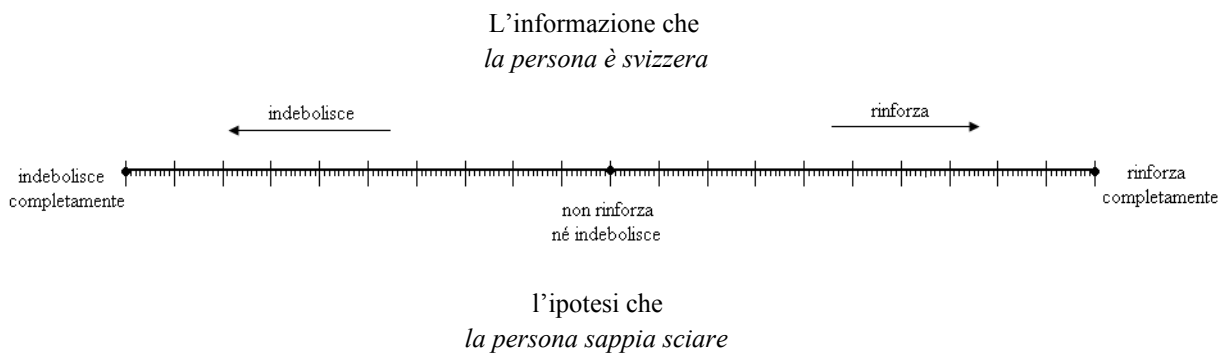 L’informazione che
la persona è svizzera
indebolisce
rinforza
indebolisce
completamente
non rinforza
né indebolisce
rinforza
completamente
l’ipotesi che
la persona sappia sciare